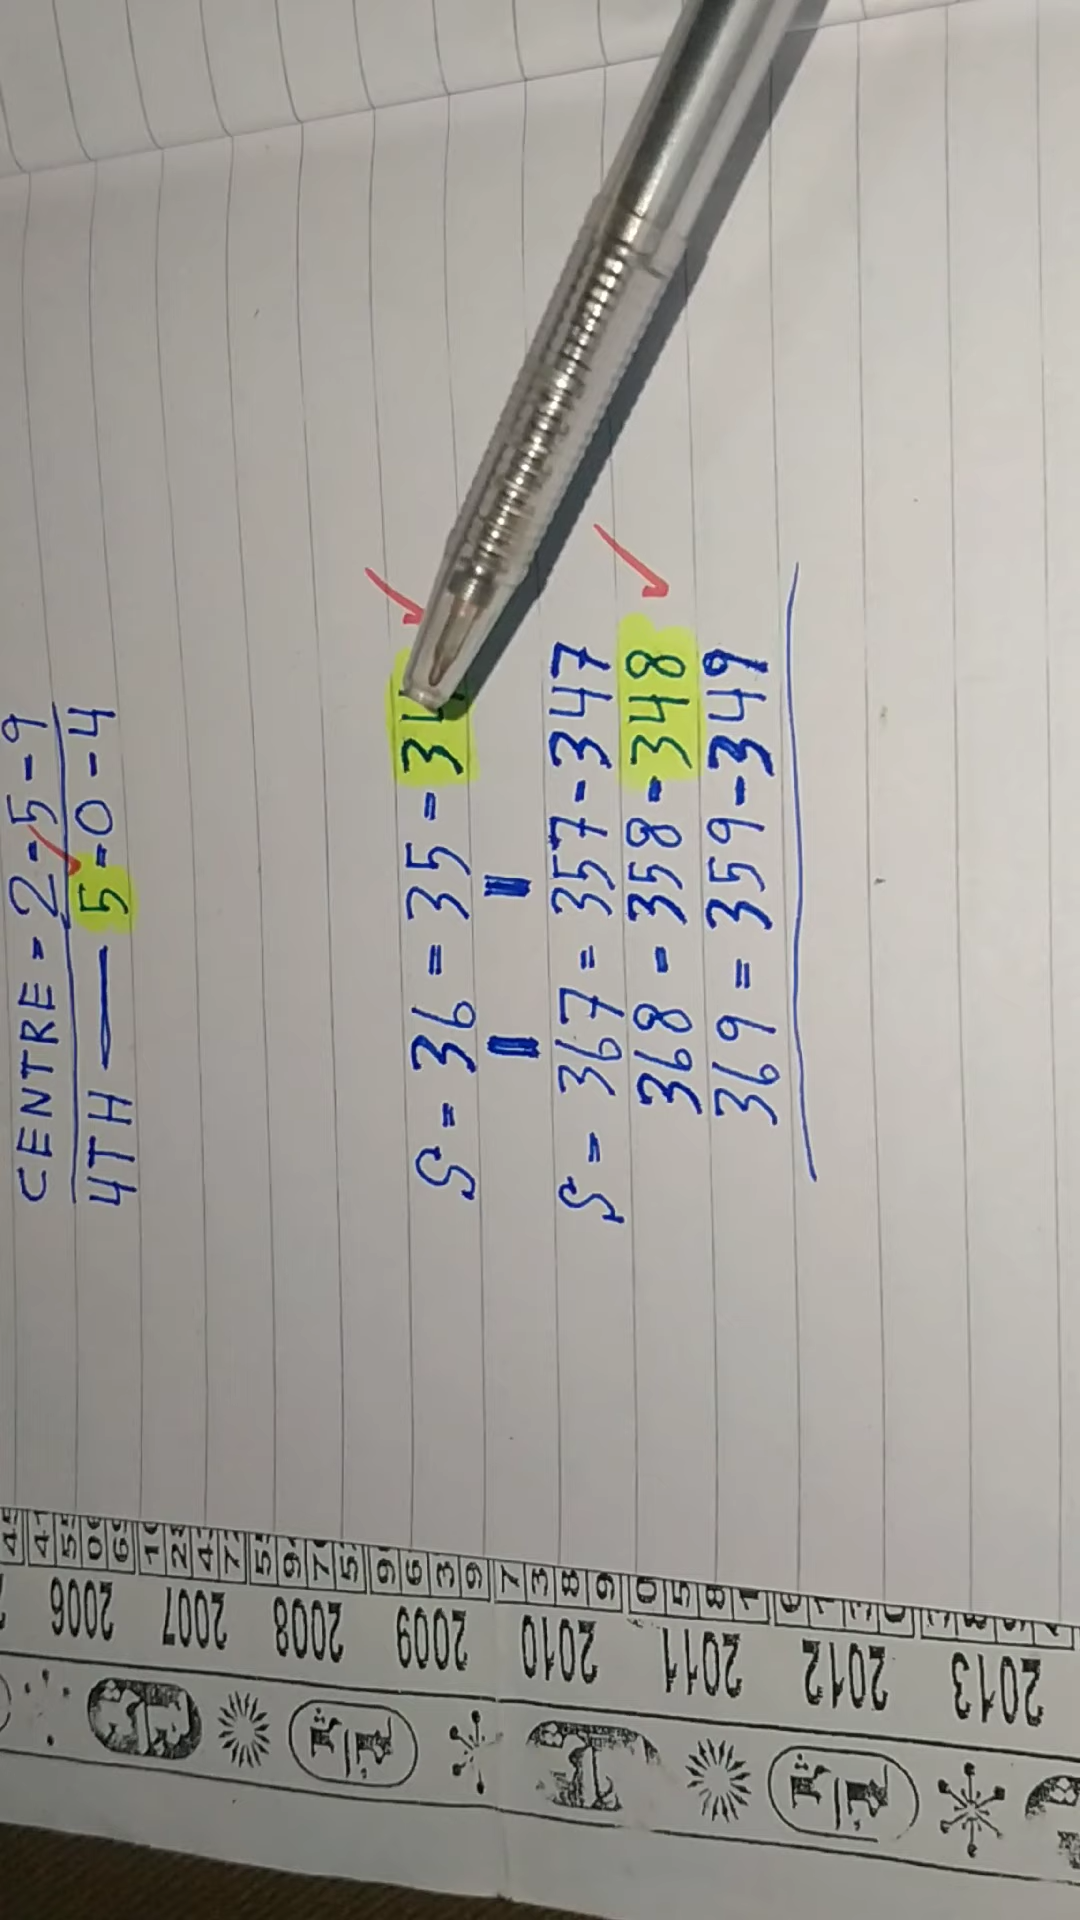 CENTRE = 2-5-9
4TH — 5-0-4
S = 36 = 35 - 34
S = 367 = 357-347
368 - 358-348
369 = 359-349
2006 2007 2008 2009 2010 2011 2012 2013